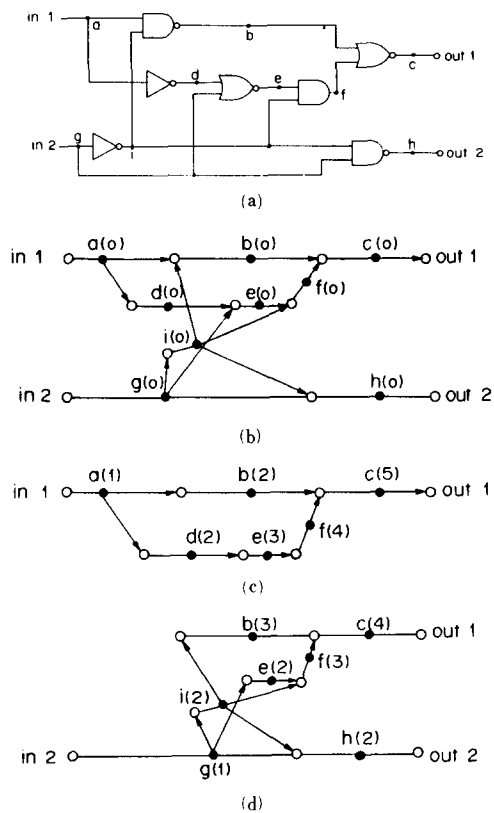 in 1 a b c out 1
d e f
in 2 g i h out 2
(a)
in 1 a(o) b(o) c(o) out 1
d(o) e(o) f(o)
i(o)
in 2 g(o) h(o) out 2
(b)
in 1 a(1) b(2) c(5) out 1
d(2) e(3) f(4)
(c)
b(3) c(4) out 1
e(2) f(3)
i(2)
in 2 g(1) h(2) out 2
(d)